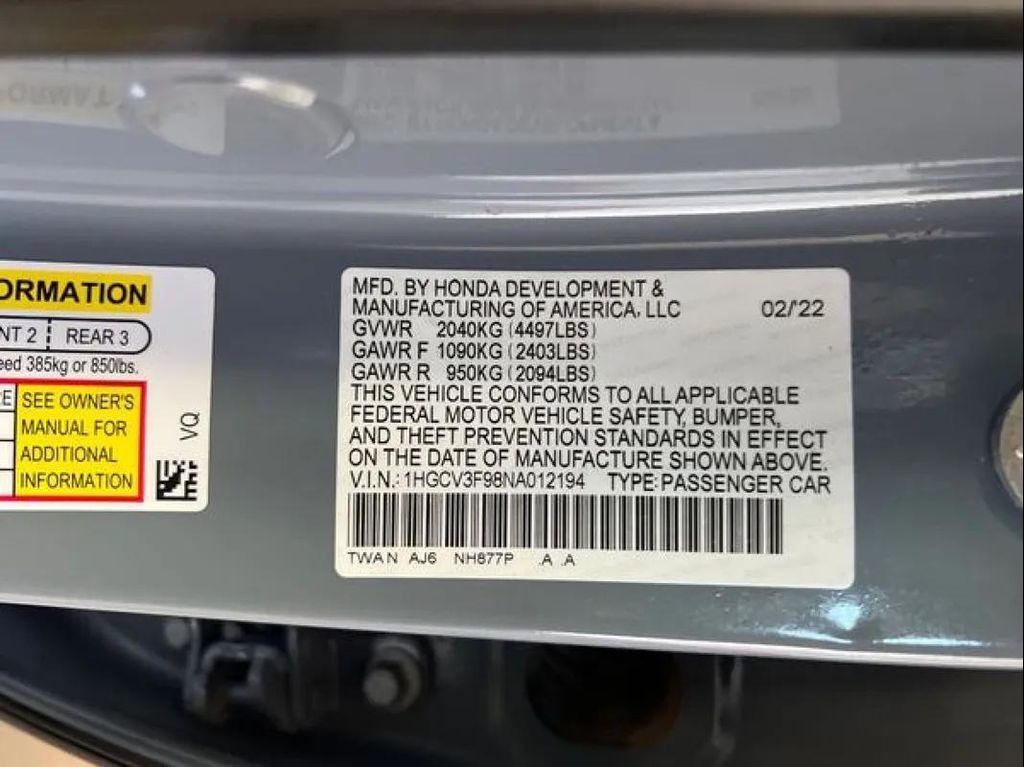 ORMATION
NT 2 REAR 3
eed 385kg or 850lbs.
RE SEE OWNER'S
MANUAL FOR
ADDITIONAL
INFORMATION
VQ
MFD. BY HONDA DEVELOPMENT &
MANUFACTURING OF AMERICA, LLC 02/'22
GVWR 2040KG (4497LBS)
GAWR F 1090KG (2403LBS)
GAWR R 950KG (2094LBS)
THIS VEHICLE CONFORMS TO ALL APPLICABLE
FEDERAL MOTOR VEHICLE SAFETY, BUMPER,
AND THEFT PREVENTION STANDARDS IN EFFECT
ON THE DATE OF MANUFACTURE SHOWN ABOVE.
V.I.N.: 1HGCV3F98NA012194 TYPE: PASSENGER CAR
TWAN AJ6 NH877P .A .A